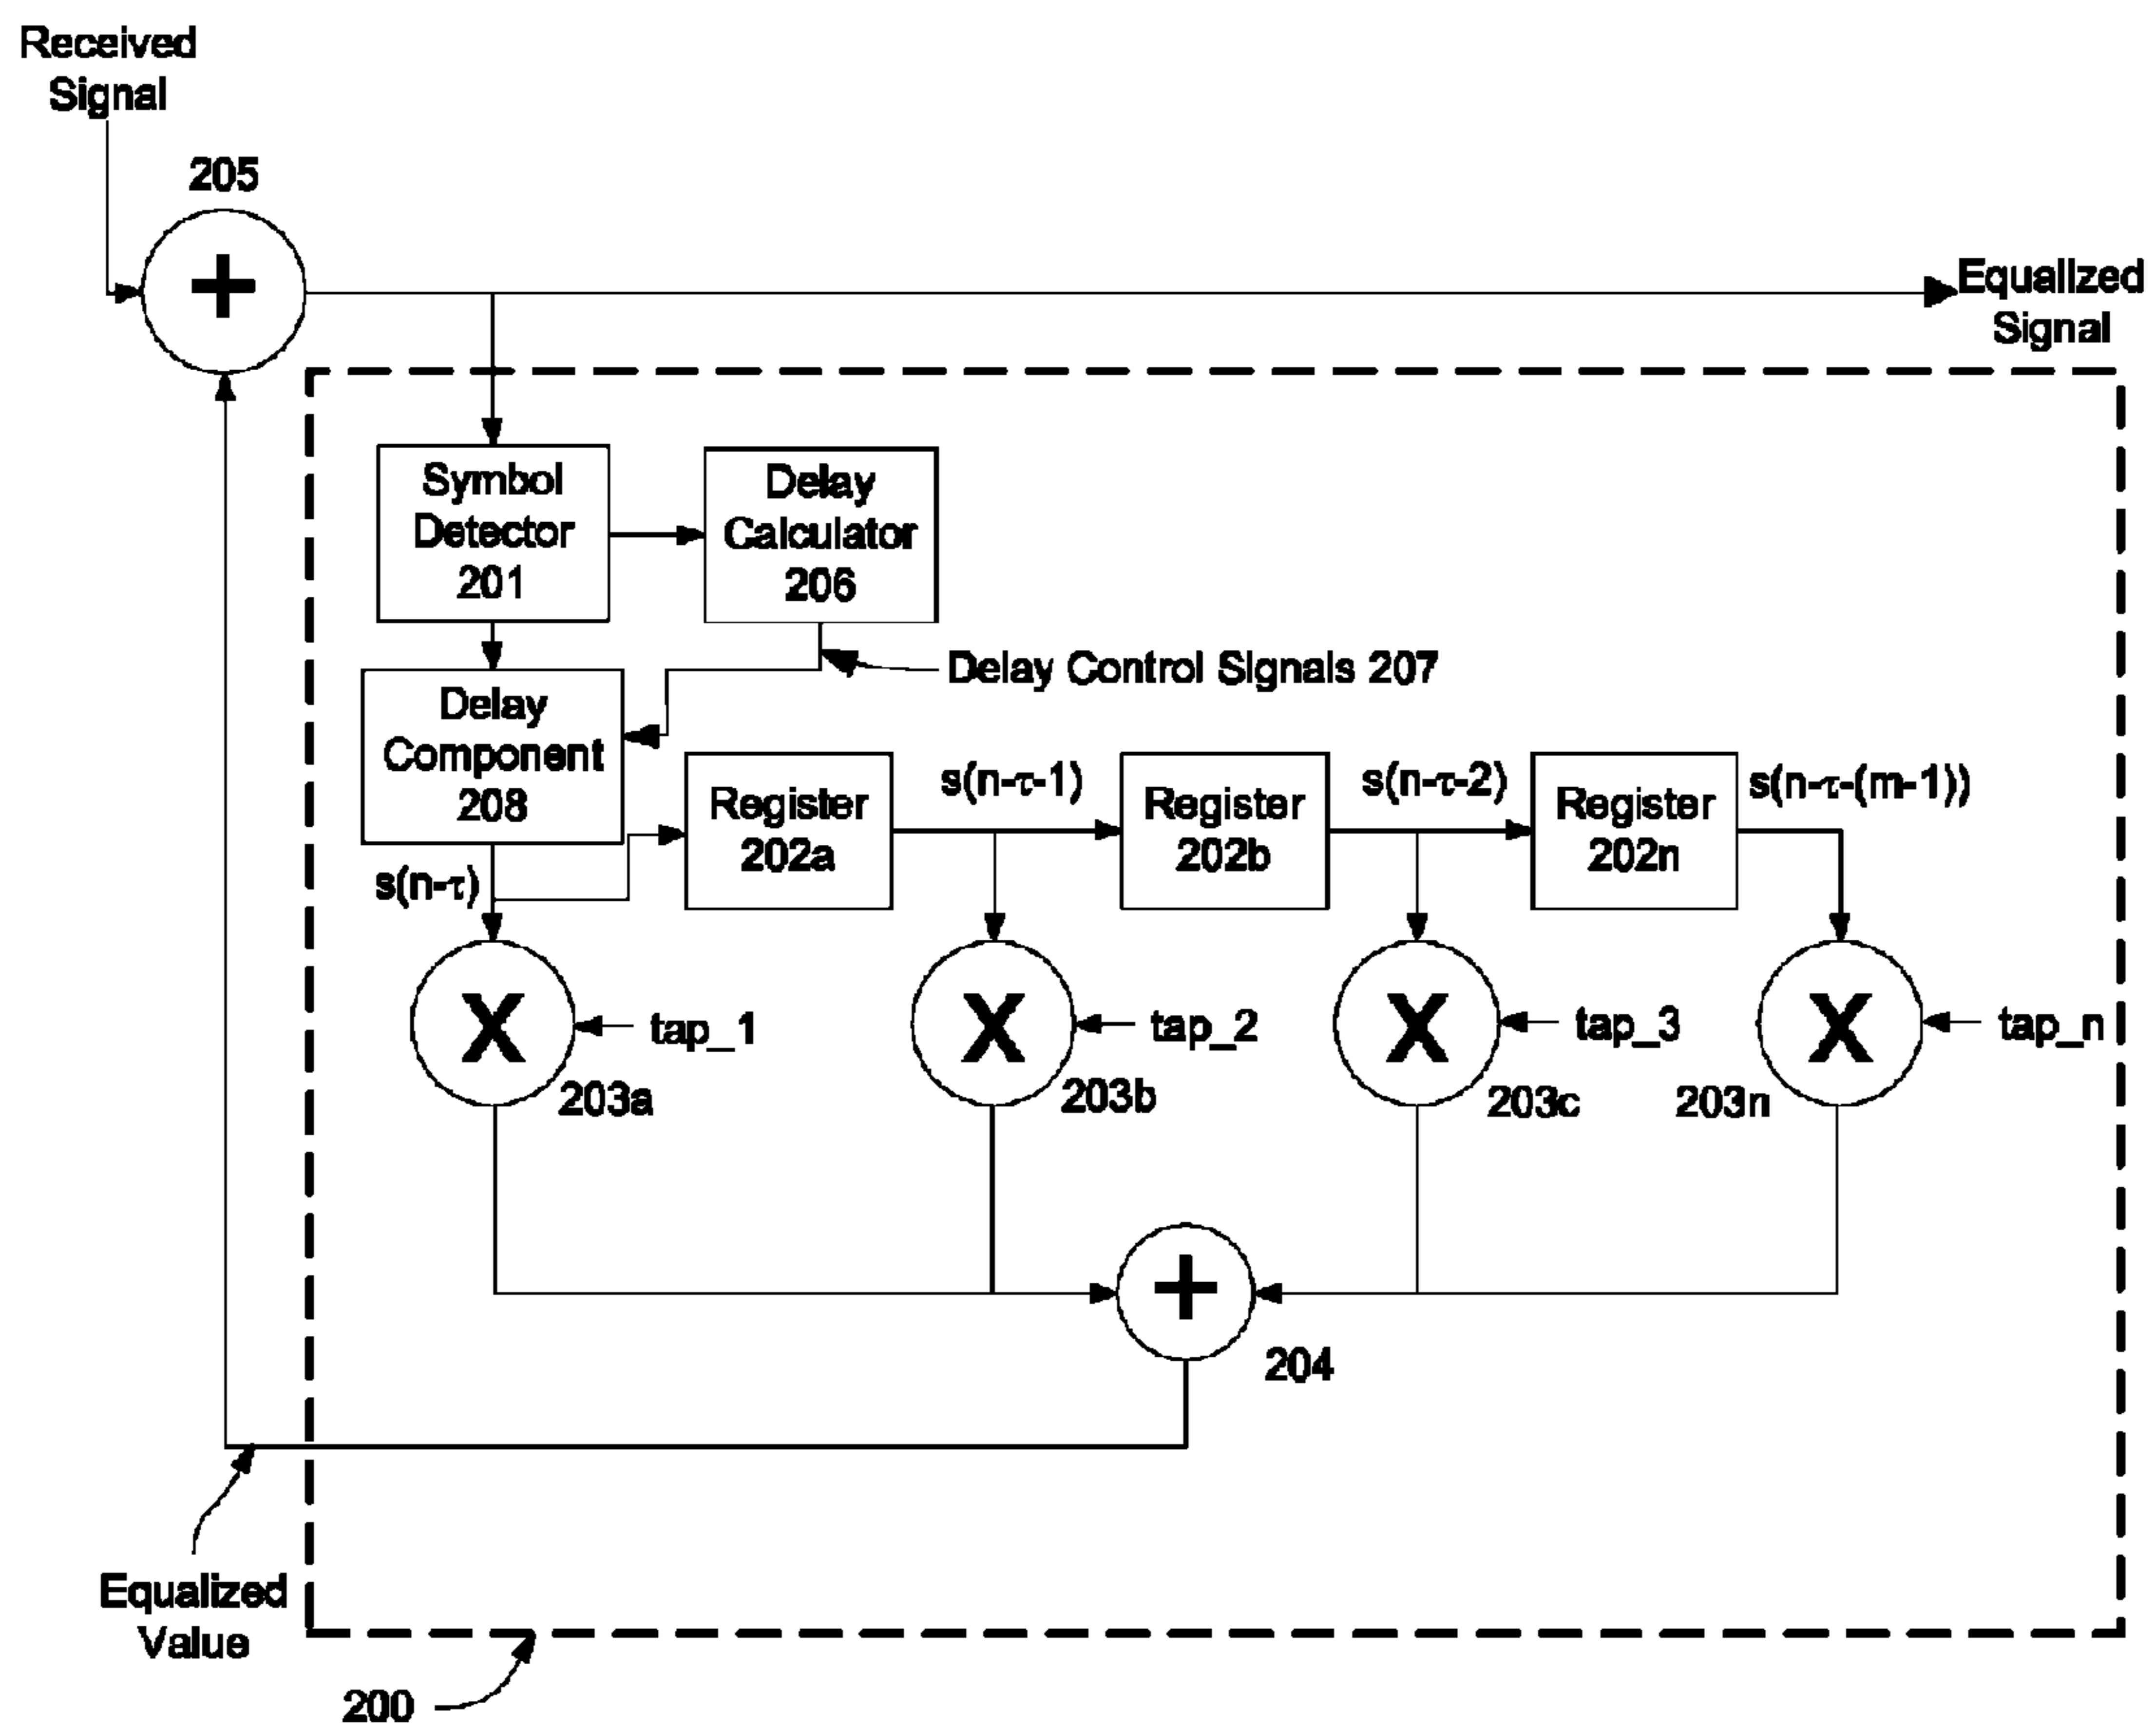 Received
Signal
205
+
Equalized
Signal
Symbol
Detector
201
Delay
Calculator
206
Delay Control Signals 207
Delay
Component
208
s(n-τ)
Register
202a
s(n-τ-1)
Register
202b
s(n-τ-2)
Register
202n
s(n-τ-(m-1))
X
tap_1
203a
X
tap_2
203b
X
tap_3
203c
X
tap_n
203n
+
204
Equalized
Value
200